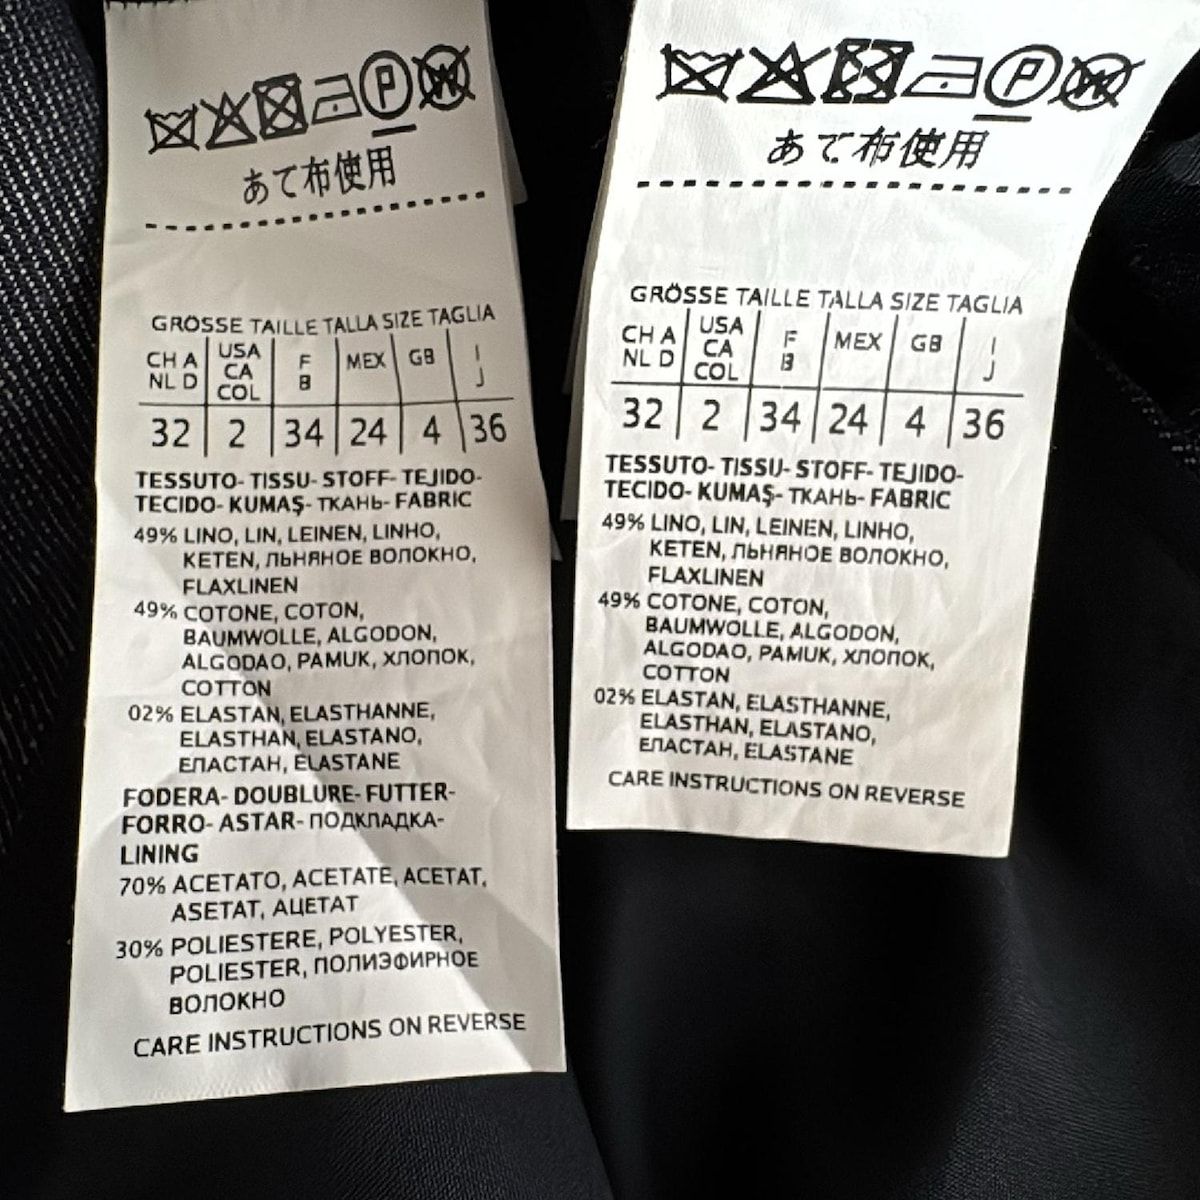 あて布使用
GRÖSSE TAILLE TALLA SIZE TAGLIA
CH A NL D | USA CA COL | F B | MEX | GB | I J
32 | 2 | 34 | 24 | 4 | 36
TESSUTO- TISSU- STOFF- TEJIDO-
TECIDO- KUMAŞ- ТКАНЬ- FABRIC
49% LINO, LIN, LEINEN, LINHO,
KETEN, ЛЬНЯНОЕ ВОЛОКНО,
FLAXLINEN
49% COTONE, COTON,
BAUMWOLLE, ALGODON,
ALGODAO, PAMUK, ХЛОПОК,
COTTON
02% ELASTAN, ELASTHANNE,
ELASTHAN, ELASTANO,
ЕПАСТАН, ELASTANE
FODERA- DOUBLURE- FUTTER-
FORRO- ASTAR- ПОДКЛАДКА-
LINING
70% ACETATO, ACETATE, ACETAT,
ASETAT, АЦЕТАТ
30% POLIESTERE, POLYESTER,
POLIESTER, ПОЛИЭФИРНОЕ
ВОЛОКНО
CARE INSTRUCTIONS ON REVERSE
あて布使用
GRÖSSE TAILLE TALLA SIZE TAGLIA
CH A NL D | USA CA COL | F B | MEX | GB | I J
32 | 2 | 34 | 24 | 4 | 36
TESSUTO- TISSU- STOFF- TEJIDO-
TECIDO- KUMAŞ- ТКАНЬ- FABRIC
49% LINO, LIN, LEINEN, LINHO,
KETEN, ЛЬНЯНОЕ ВОЛОКНО,
FLAXLINEN
49% COTONE, COTON,
BAUMWOLLE, ALGODON,
ALGODAO, PAMUK, ХЛОПОК,
COTTON
02% ELASTAN, ELASTHANNE,
ELASTHAN, ELASTANO,
ЕПАСТАН, ELASTANE
CARE INSTRUCTIONS ON REVERSE